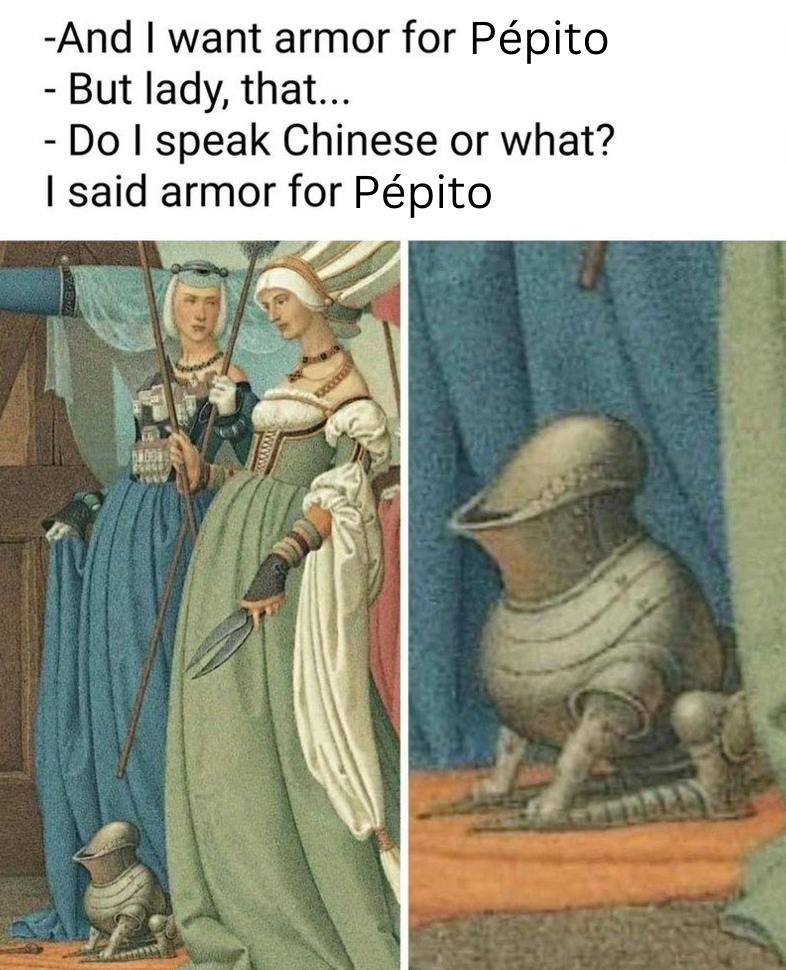 -And I want armor for Pépito
- But lady, that...
- Do I speak Chinese or what?
I said armor for Pépito